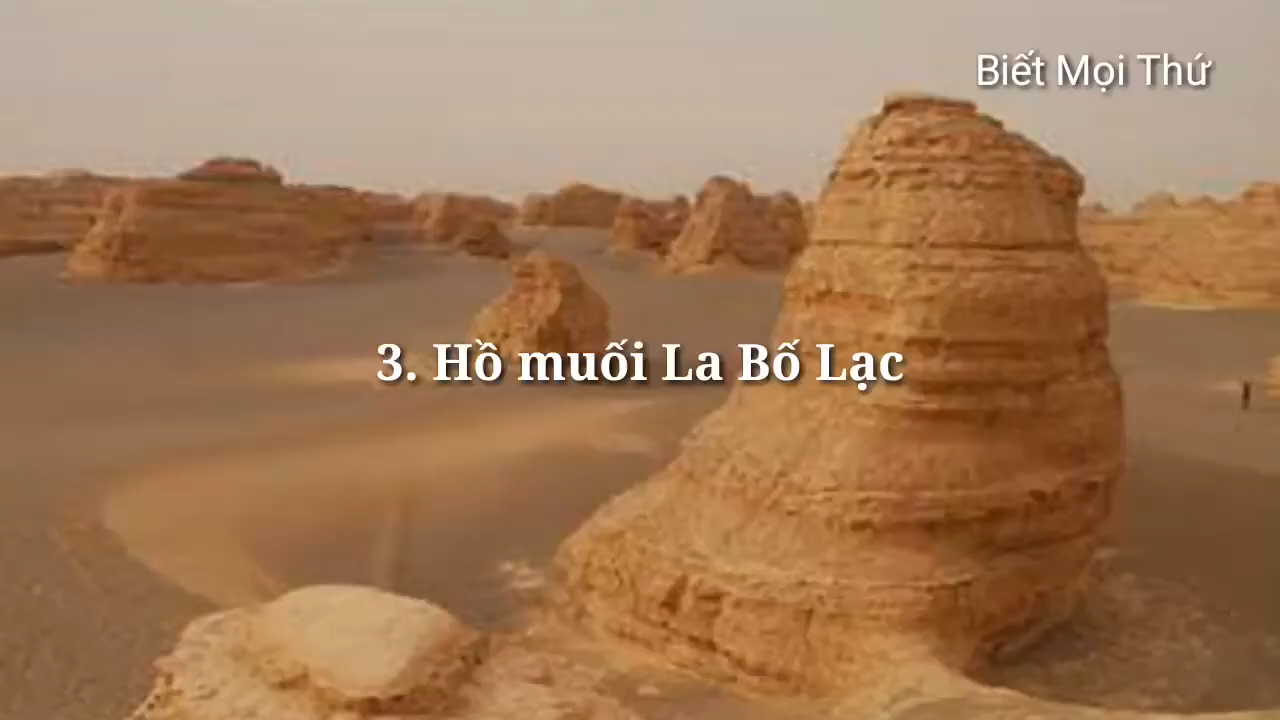 Biết Mọi Thứ
3. Hồ muối La Bố Lạc